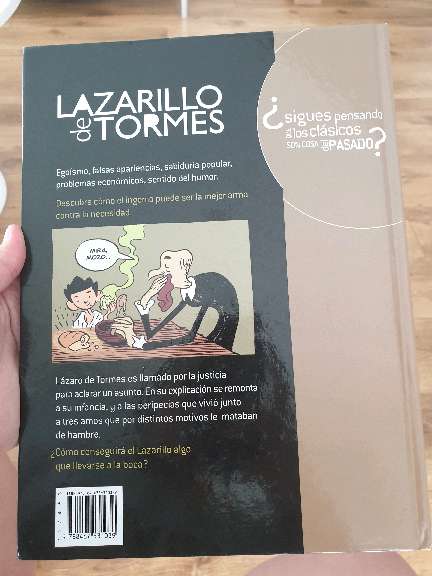 LAZARILLO
de TORMES
¿sigues pensando
que los clásicos
son cosa del
PASADO?
Egoísmo, falsas apariencias, sabiduría popular,
problemas económicos, sentido del humor.
Descubre cómo el ingenio puede ser la mejor arma
contra la necesidad.
MIRA,
MOZO...
Lázaro de Tormes es llamado por la justicia
para aclarar un asunto. En su explicación se remonta
a su infancia, y a las peripecias que vivió junto
a tres amos que por distintos motivos le mataban
de hambre.
¿Cómo conseguirá el Lazarillo algo
que llevarse a la boca?